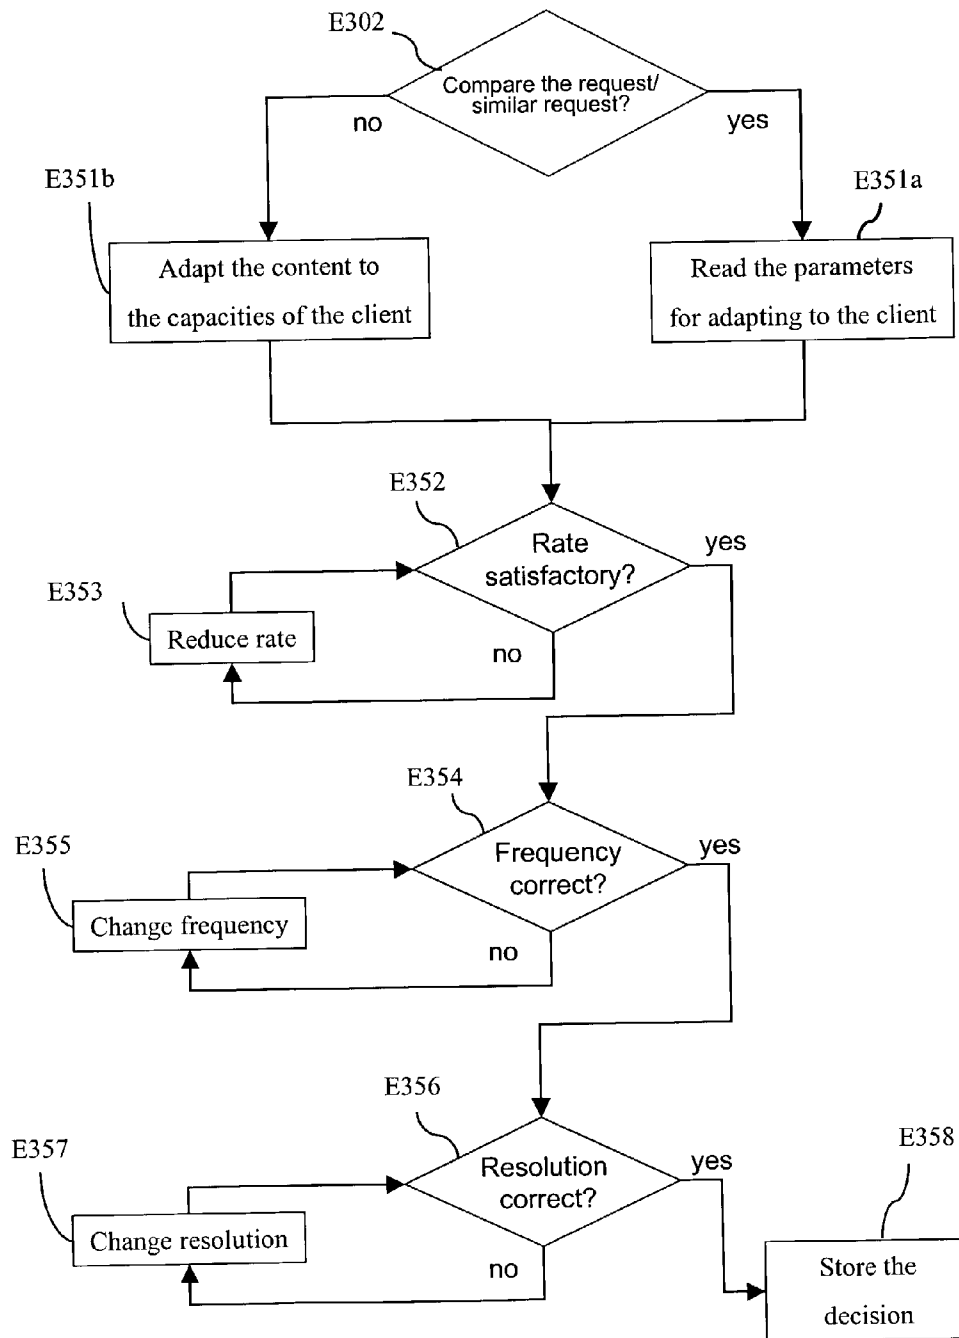 E302
Compare the request/
similar request?
no
yes
E351b
E351a
Adapt the content to
the capacities of the client
Read the parameters
for adapting to the client
E352
Rate
satisfactory?
yes
E353
Reduce rate
no
E354
Frequency
correct?
yes
E355
Change frequency
no
E356
Resolution
correct?
yes
E358
E357
Change resolution
no
Store the
decision